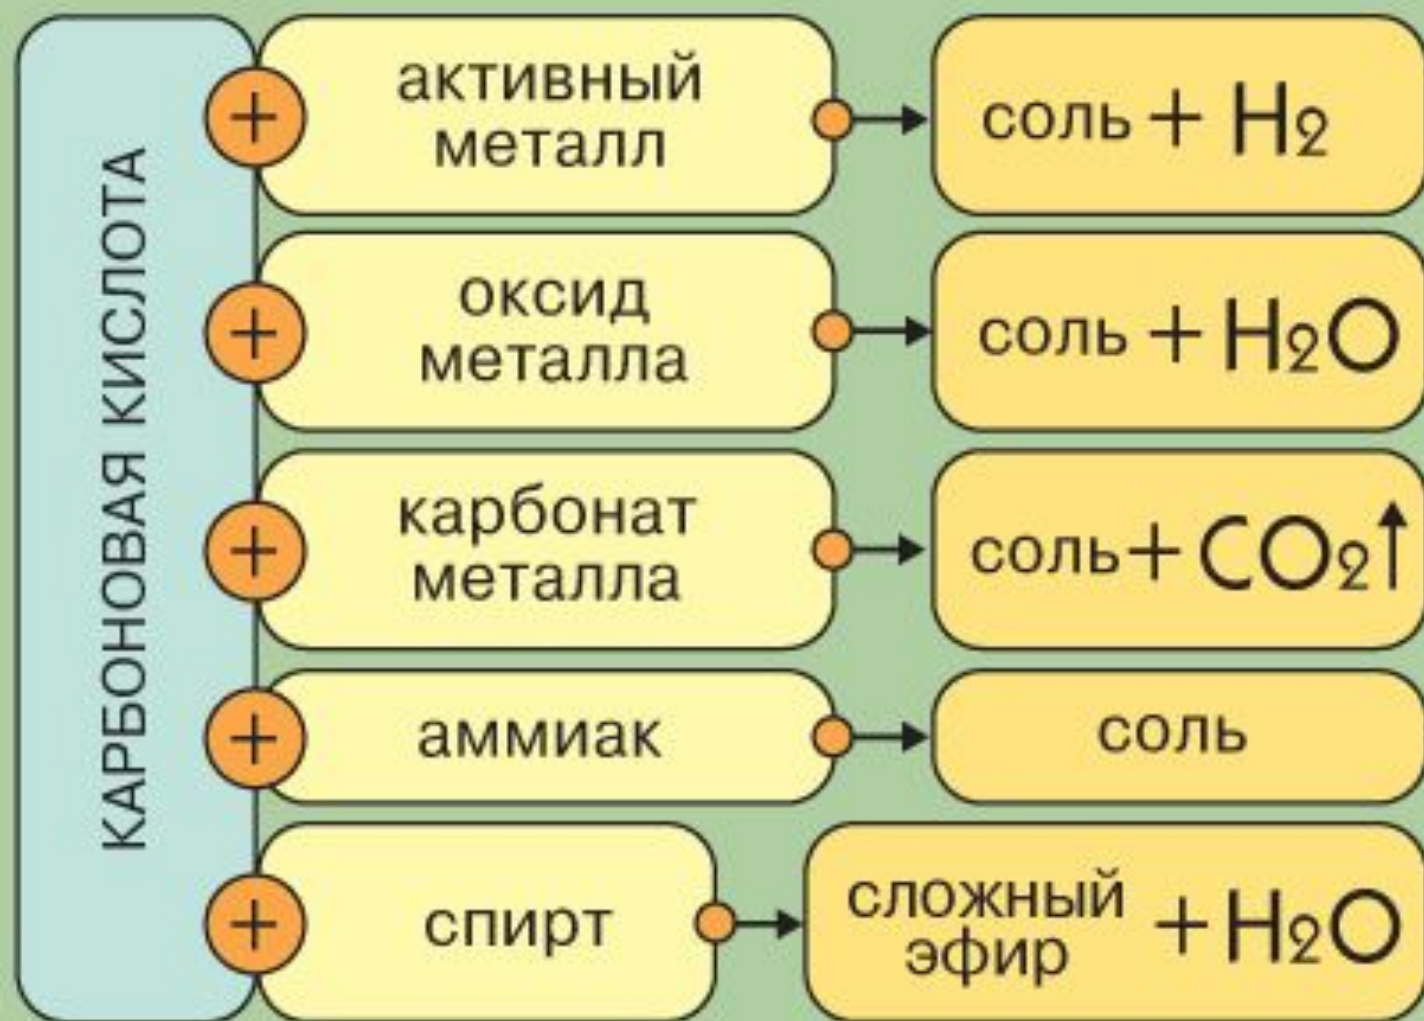 КАРБОНОВАЯ КИСЛОТА
+
активный
металл
соль + H₂
+
оксид
металла
соль + H₂O
+
карбонат
металла
соль + CO₂↑
+
аммиак
соль
+
спирт
сложный
эфир + H₂O